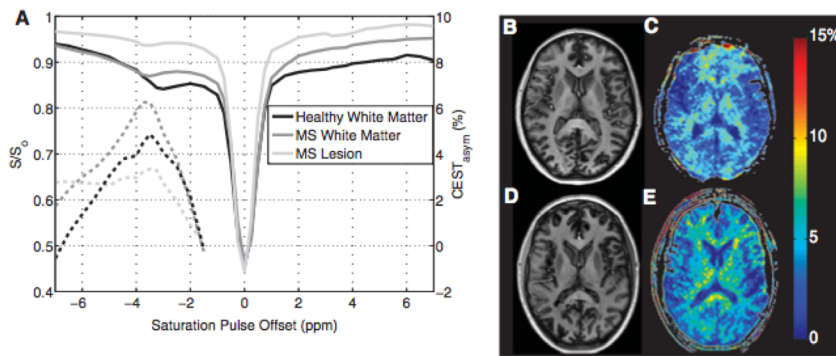 A
1
0.9
0.8
0.7
0.6
0.5
0.4
S/So
10
8
6
4
2
0
−2
CESTasym (%)
Healthy White Matter
MS White Matter
MS Lesion
−6 −4 −2 0 2 4 6
Saturation Pulse Offset (ppm)
B C
D E
15%
10
5
0